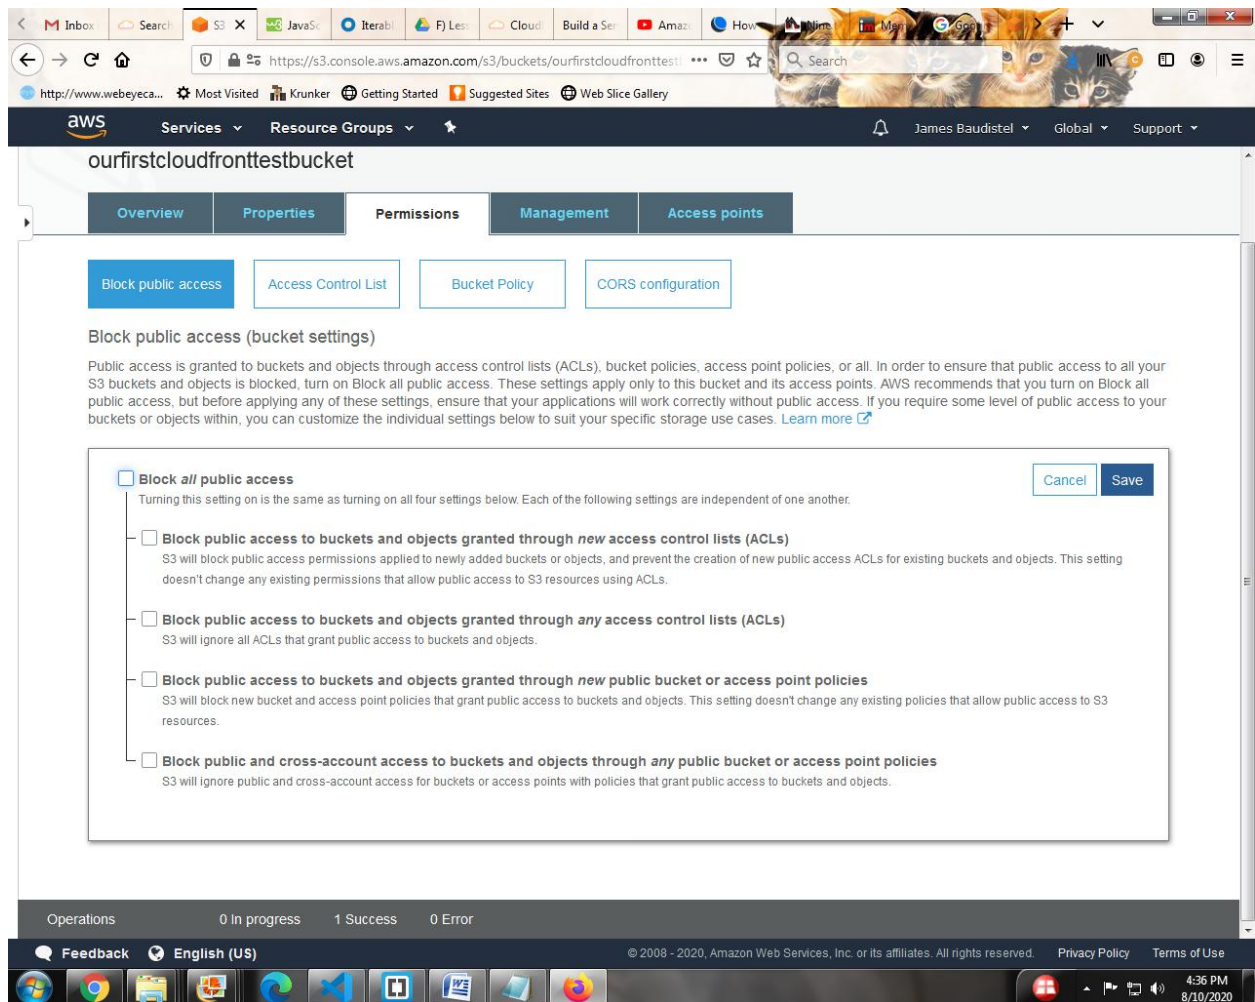 Inbox Search S3 JavaSc Iterabl F) Less Cloud Build a Ser Amaz How Nine Mem
https://s3.console.aws.amazon.com/s3/buckets/ourfirstcloudfronttest Search
http://www.webeyeca... Most Visited Krunker Getting Started Suggested Sites Web Slice Gallery
aws Services Resource Groups James Baudistel Global Support
ourfirstcloudfronttestbucket
Overview Properties Permissions Management Access points
Block public access Access Control List Bucket Policy CORS configuration
Block public access (bucket settings)
Public access is granted to buckets and objects through access control lists (ACLs), bucket policies, access point policies, or all. In order to ensure that public access to all your
S3 buckets and objects is blocked, turn on Block all public access. These settings apply only to this bucket and its access points. AWS recommends that you turn on Block all
public access, but before applying any of these settings, ensure that your applications will work correctly without public access. If you require some level of public access to your
buckets or objects within, you can customize the individual settings below to suit your specific storage use cases. Learn more
Block all public access Cancel Save
Turning this setting on is the same as turning on all four settings below. Each of the following settings are independent of one another.
Block public access to buckets and objects granted through new access control lists (ACLs)
S3 will block public access permissions applied to newly added buckets or objects, and prevent the creation of new public access ACLs for existing buckets and objects. This setting
doesn't change any existing permissions that allow public access to S3 resources using ACLs.
Block public access to buckets and objects granted through any access control lists (ACLs)
S3 will ignore all ACLs that grant public access to buckets and objects.
Block public access to buckets and objects granted through new public bucket or access point policies
S3 will block new bucket and access point policies that grant public access to buckets and objects. This setting doesn't change any existing policies that allow public access to S3
resources.
Block public and cross-account access to buckets and objects through any public bucket or access point policies
S3 will ignore public and cross-account access for buckets or access points with policies that grant public access to buckets and objects.
Operations 0 In progress 1 Success 0 Error
Feedback English (US) © 2008 - 2020, Amazon Web Services, Inc. or its affiliates. All rights reserved. Privacy Policy Terms of Use
4:36 PM
8/10/2020